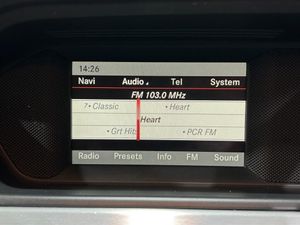 14:26
Navi Audio Tel System
FM 103.0 MHz
7•Classic •Heart
Heart
•Grt Hits •PCR FM
Radio Presets Info FM Sound